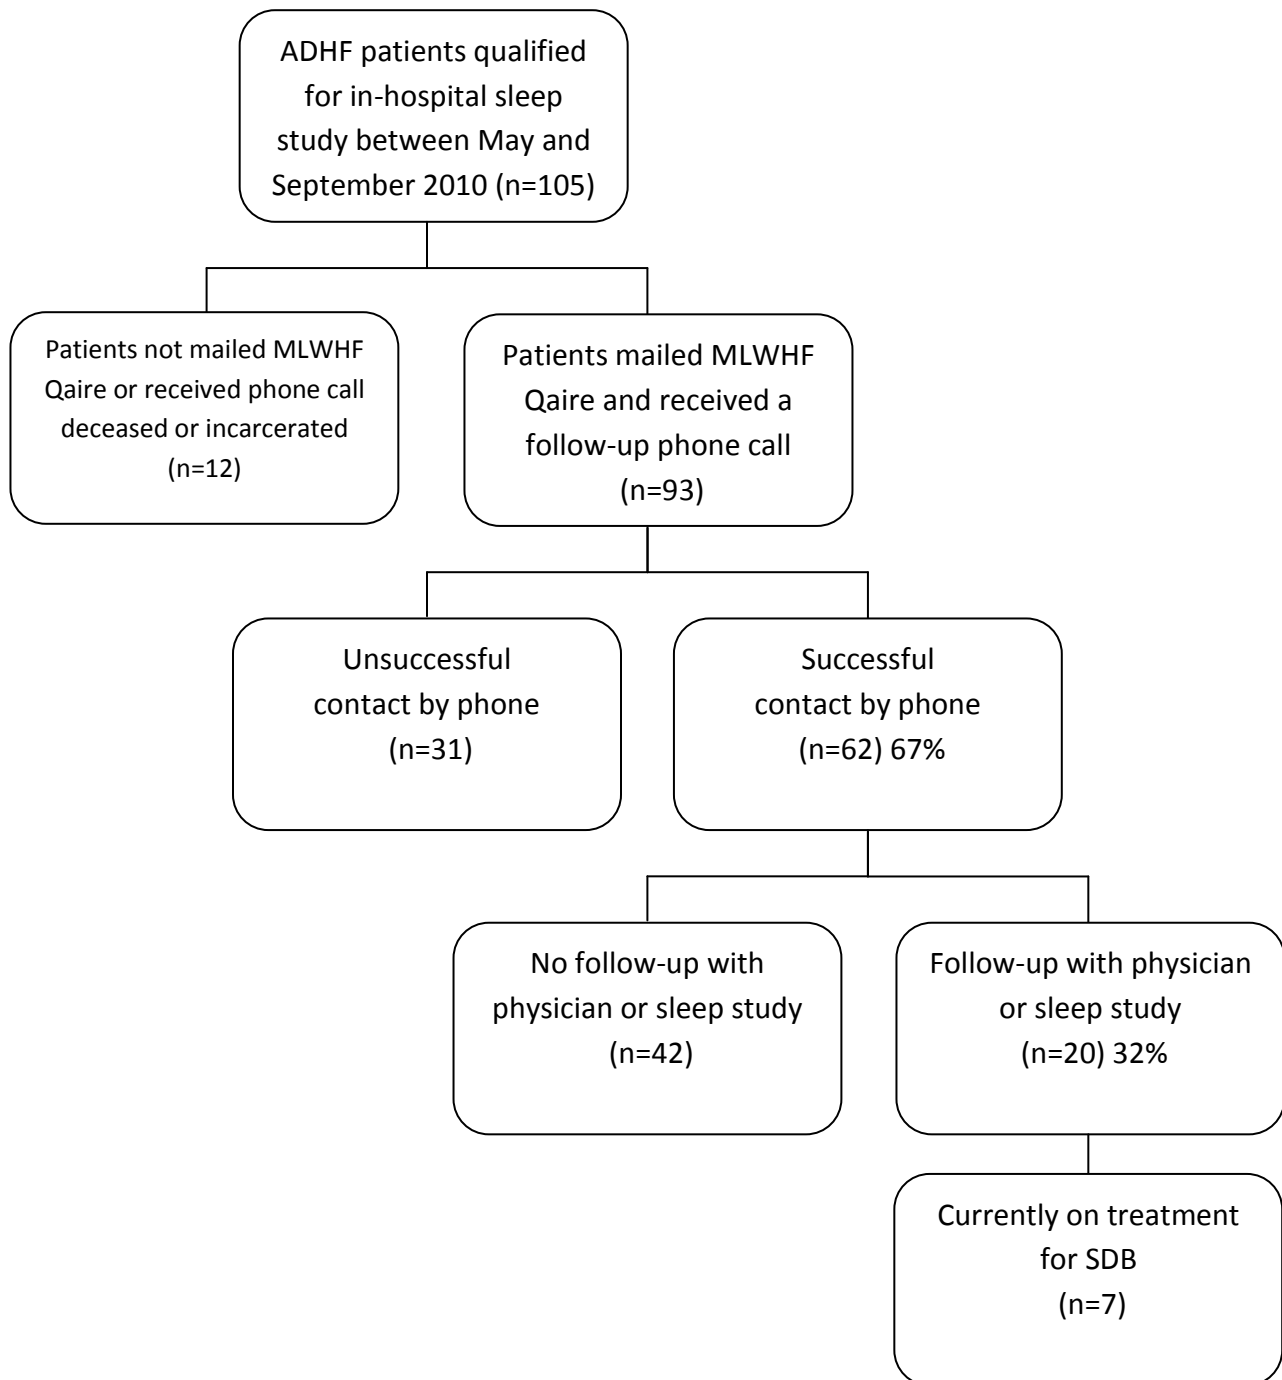 ADHF patients qualified
for in-hospital sleep
study between May and
September 2010 (n=105)
Patients not mailed MLWHF
Qaire or received phone call
deceased or incarcerated
(n=12)
Patients mailed MLWHF
Qaire and received a
follow-up phone call
(n=93)
Unsuccessful
contact by phone
(n=31)
Successful
contact by phone
(n=62) 67%
No follow-up with
physician or sleep study
(n=42)
Follow-up with physician
or sleep study
(n=20) 32%
Currently on treatment
for SDB
(n=7)